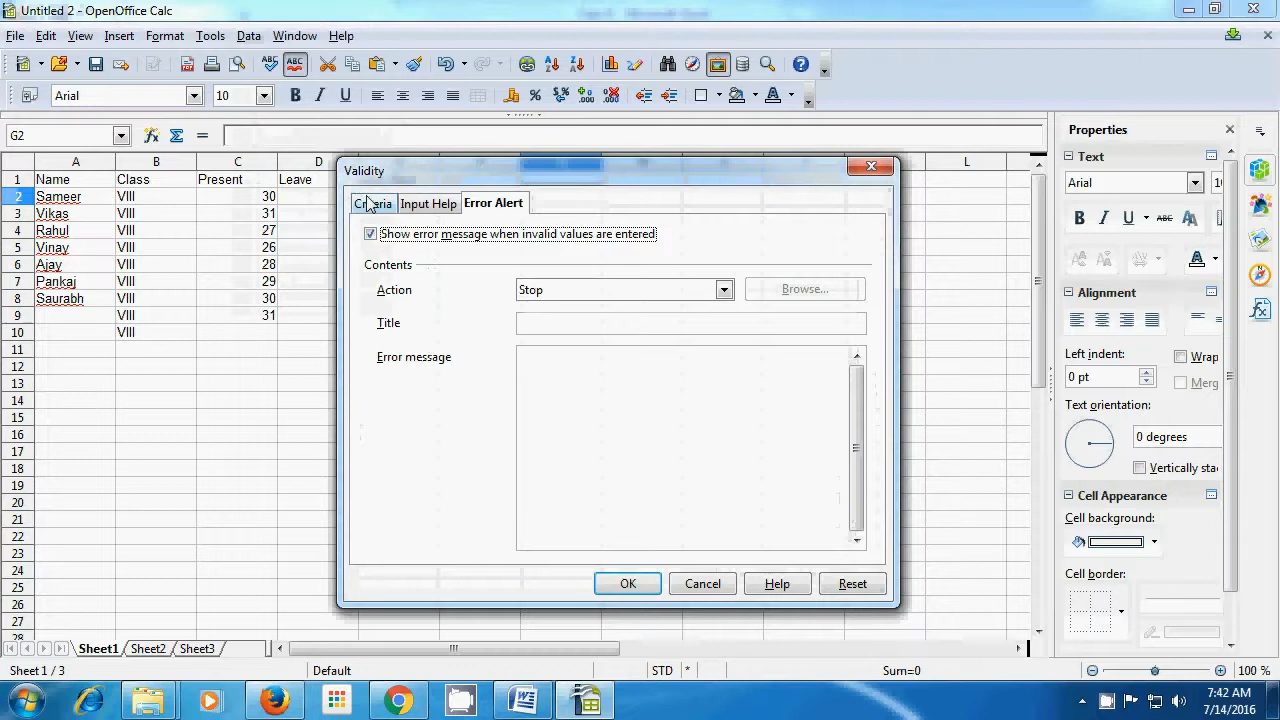 Untitled 2 - OpenOffice Calc
File Edit View Insert Format Tools Data Window Help
Arial 10
G2
A B C D L
1 Name Class Present Leave
2 Sameer VIII 30
3 Vikas VIII 31
4 Rahul VIII 27
5 Vinay VIII 26
6 Ajay VIII 28
7 Pankaj VIII 29
8 Saurabh VIII 30
9 VIII 31
10 VIII
11
12
13
14
15
16
17
18
19
20
21
22
23
24
25
26
27
28
Validity
Criteria Input Help Error Alert
Show error message when invalid values are entered
Contents
Action Stop Browse...
Title
Error message
OK Cancel Help Reset
Properties
Text
Arial
B I U ABC
Alignment
Left indent: Wrap
0 pt Merg
Text orientation:
0 degrees
Vertically sta
Cell Appearance
Cell background:
Cell border:
Sheet1 Sheet2 Sheet3
Sheet 1 / 3 Default STD * Sum=0 100 %
7:42 AM
7/14/2016